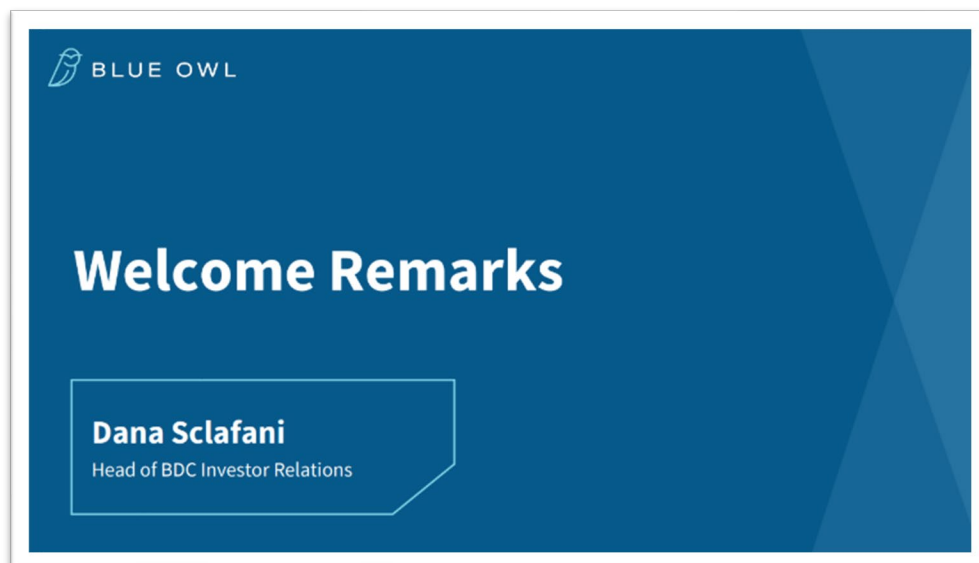 BLUE OWL
Welcome Remarks
Dana Sclafani
Head of BDC Investor Relations